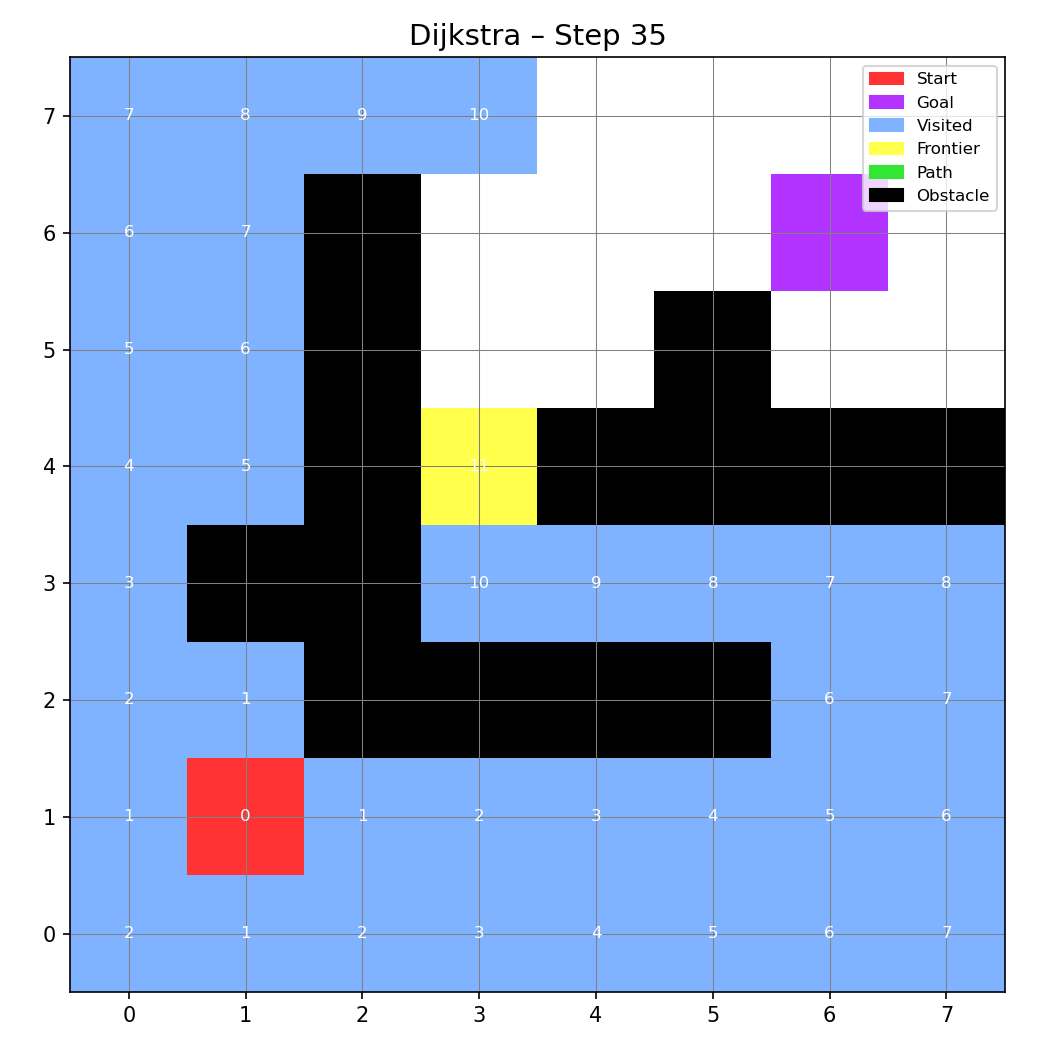 Dijkstra – Step 35
Start
Goal
Visited
Frontier
Path
Obstacle
7 7 8 9 10
6 6 7
5 5 6
4 4 5 11
3 3 10 9 8 7 8
2 2 1 6 7
1 1 0 1 2 3 4 5 6
0 2 1 2 3 4 5 6 7
0 1 2 3 4 5 6 7